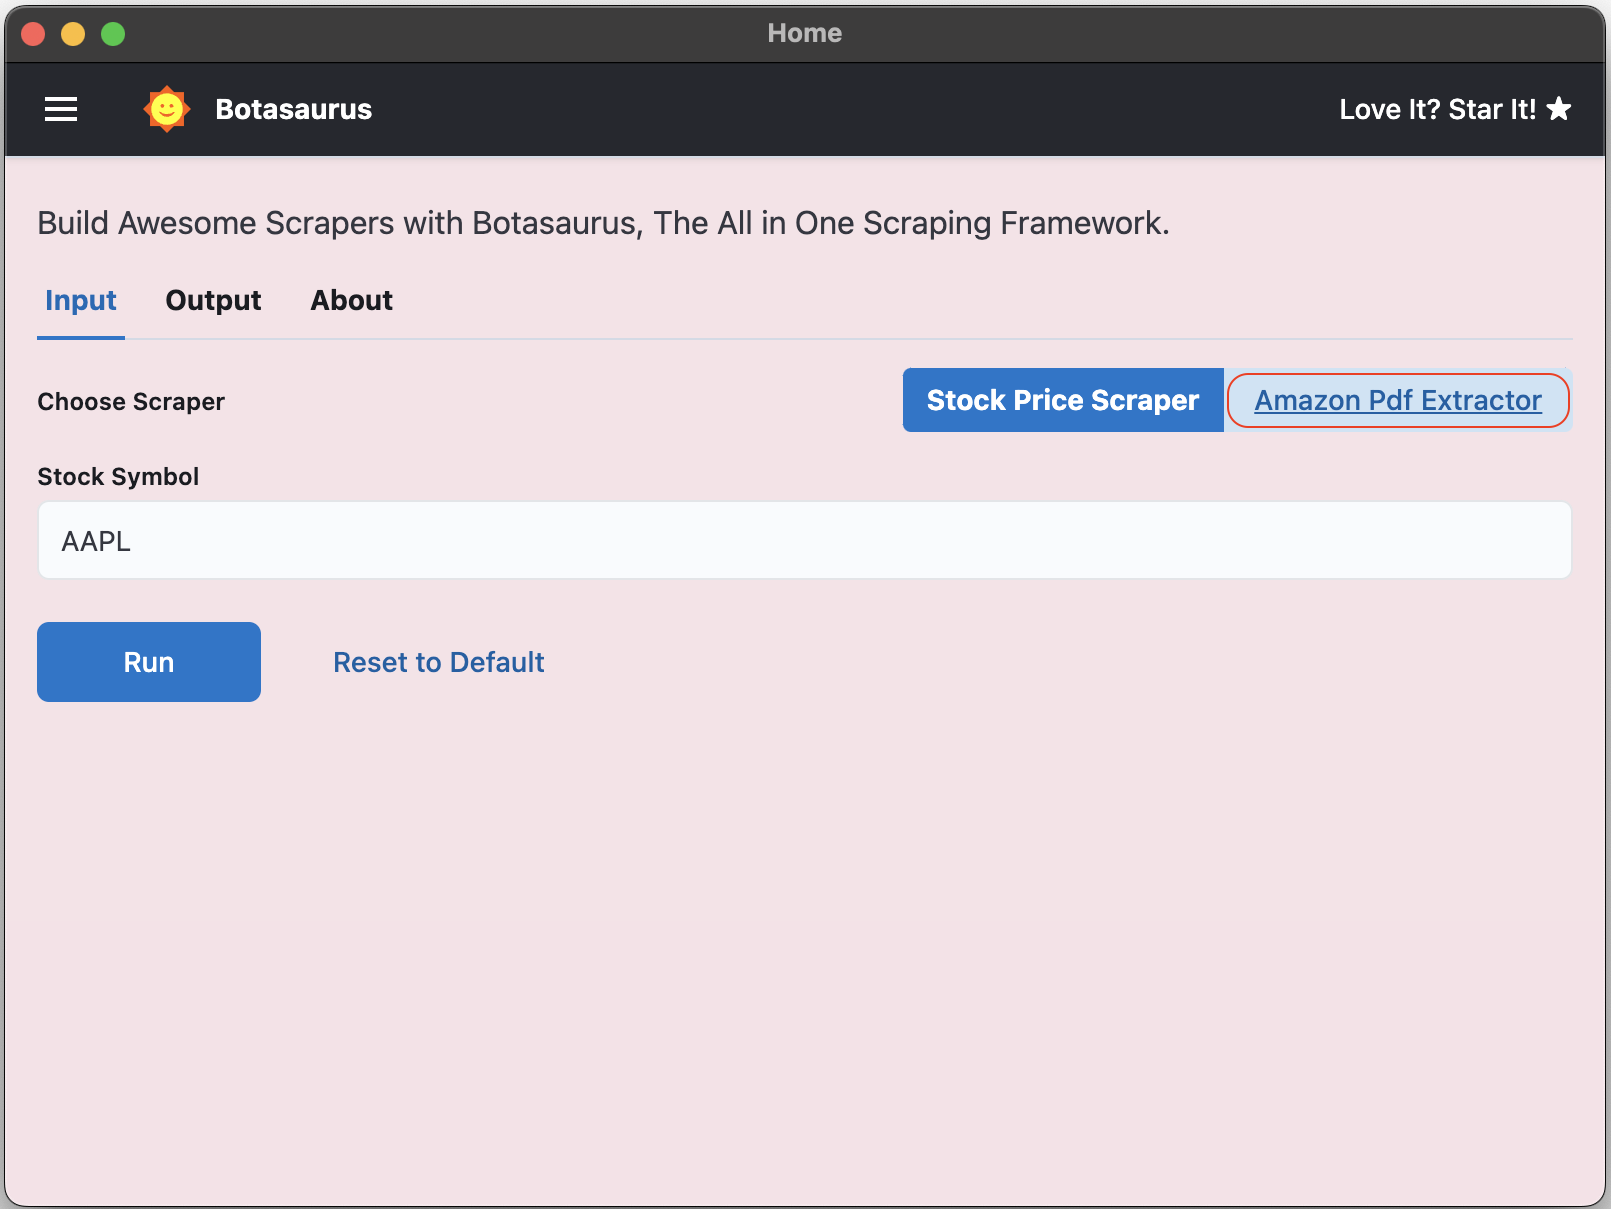 Home
Botasaurus
Love It? Star It!
Build Awesome Scrapers with Botasaurus, The All in One Scraping Framework.
Input Output About
Choose Scraper
Stock Price Scraper Amazon Pdf Extractor
Stock Symbol
AAPL
Run Reset to Default